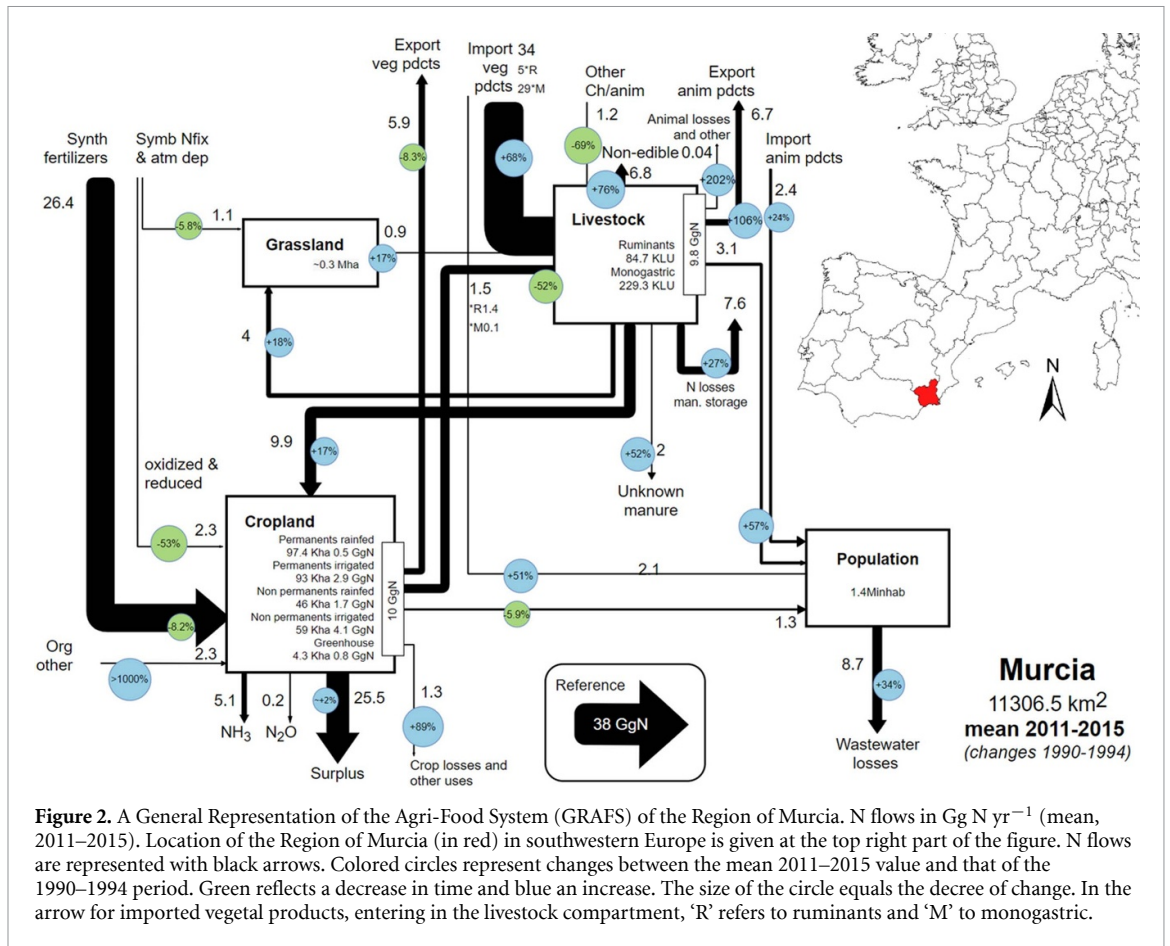 Export
veg pdcts
Import 34
veg 5*R
pdcts 29*M
Other
Ch/anim
Export
anim pdcts
Synth
fertilizers
Symb Nfix
& atm dep
5.9
1.2
Animal losses
and other
6.7
Import
anim pdcts
26.4
-8.3%
+68%
-69%
Non-edible 0.04
6.8
+76%
+202%
2.4
-5.8%
1.1
Grassland
~0.3 Mha
0.9
+17%
Livestock
Ruminants
84.7 KLU
Monogastric
229.3 KLU
9.8 GgN
+106%
+24%
3.1
1.5
*R1.4
*M0.1
-52%
7.6
4
+18%
+27%
N losses
man. storage
N
9.9
+17%
+52%
2
Unknown
manure
oxidized &
reduced
2.3
-53%
Cropland
Permanents rainfed
97.4 Kha 0.5 GgN
Permanents irrigated
93 Kha 2.9 GgN
Non permanents rainfed
46 Kha 1.7 GgN
Non permanents irrigated
59 Kha 4.1 GgN
Greenhouse
4.3 Kha 0.8 GgN
10 GgN
+57%
Population
1.4Minhab
+51%
2.1
-5.9%
1.3
-8.2%
Org
other
2.3
>1000%
5.1
NH3
0.2
N2O
~+2%
25.5
Surplus
1.3
+89%
Crop losses and
other uses
Reference
38 GgN
8.7
+34%
Wastewater
losses
Murcia
11306.5 km2
mean 2011-2015
(changes 1990-1994)
Figure 2. A General Representation of the Agri-Food System (GRAFS) of the Region of Murcia. N flows in Gg N yr−1 (mean,
2011–2015). Location of the Region of Murcia (in red) in southwestern Europe is given at the top right part of the figure. N flows
are represented with black arrows. Colored circles represent changes between the mean 2011–2015 value and that of the
1990–1994 period. Green reflects a decrease in time and blue an increase. The size of the circle equals the decree of change. In the
arrow for imported vegetal products, entering in the livestock compartment, ‘R’ refers to ruminants and ‘M’ to monogastric.